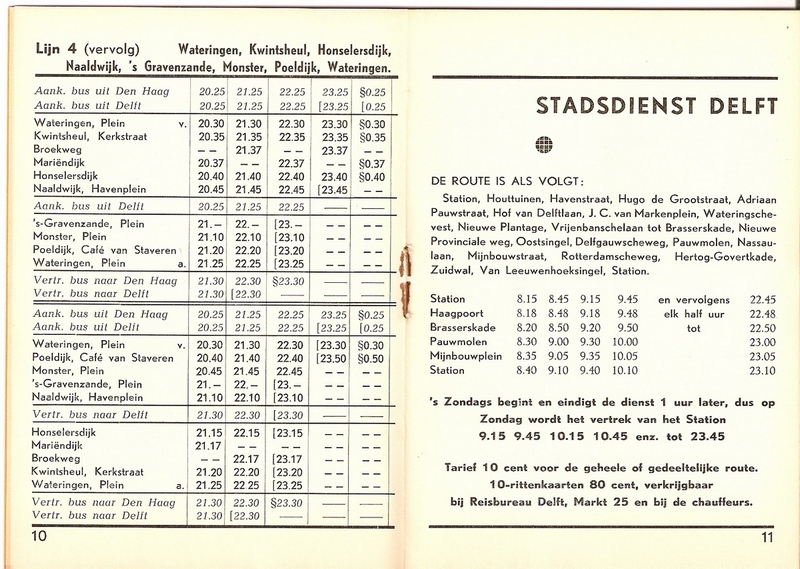 Lijn 4 (vervolg) Wateringen, Kwintsheul, Honselersdijk,
Naaldwijk, 's Gravenzande, Monster, Poeldijk, Wateringen.
Aank. bus uit Den Haag 20.25 21.25 22.25 23.25 §0.25
Aank. bus uit Delft 20.25 21.25 22.25 [23.25 [0.25
Wateringen, Plein v. 20.30 21.30 22.30 23.30 §0.30
Kwintsheul, Kerkstraat 20.35 21.35 22.35 23.35 §0.35
Broekweg – – 21.37 – – 23.37 – –
Mariëndijk 20.37 – – 22.37 – – §0.37
Honselersdijk 20.40 21.40 22.40 23.40 §0.40
Naaldwijk, Havenplein 20.45 21.45 22.45 [23.45 – –
Aank. bus uit Delft 20.25 21.25 22.25 — —
's-Gravenzande, Plein 21.– 22.– [23.– – – – –
Monster, Plein 21.10 22.10 [23.10 – – – –
Poeldijk, Café van Staveren 21.20 22.20 [23.20 – – – –
Wateringen, Plein a. 21.25 22.25 [23.25 – – – –
Vertr. bus naar Den Haag 21.30 22.30 §23.30 — —
Vertr. bus naar Delft 21.30 [22.30 — — —
Aank. bus uit Den Haag 20.25 21.25 22.25 23.25 §0.25
Aank. bus uit Delft 20.25 21.25 22.25 [23.25 [0.25
Wateringen, Plein v. 20.30 21.30 22.30 [23.30 §0.30
Poeldijk, Café van Staveren 20.40 21.40 22.40 [23.50 §0.50
Monster, Plein 20.45 21.45 22.45 – – – –
's-Gravenzande, Plein 21.– 22.– [23.– – – – –
Naaldwijk, Havenplein 21.10 22.10 [23.10 – – – –
Vertr. bus naar Delft 21.30 22.30 [23.30 — —
Honselersdijk 21.15 22.15 [23.15 – – – –
Mariëndijk 21.17 – – – – – – – –
Broekweg – – 22.17 [23.17 – – – –
Kwintsheul, Kerkstraat 21.20 22.20 [23.20 – – – –
Wateringen, Plein a. 21.25 22 25 [23.25 – – – –
Vertr. bus naar Den Haag 21.30 22.30 §23.30 — —
Vertr. bus naar Delft 21.30 [22.30 — — —
10
STADSDIENST DELFT
DE ROUTE IS ALS VOLGT:
Station, Houttuinen, Havenstraat, Hugo de Grootstraat, Adriaan
Pauwstraat, Hof van Delftlaan, J. C. van Markenplein, Wateringsche-
vest, Nieuwe Plantage, Vrijenbanschelaan tot Brasserskade, Nieuwe
Provinciale weg, Oostsingel, Delfgauwscheweg, Pauwmolen, Nassau-
laan, Mijnbouwstraat, Rotterdamscheweg, Hertog-Govertkade,
Zuidwal, Van Leeuwenhoeksingel, Station.
Station 8.15 8.45 9.15 9.45 en vervolgens 22.45
Haagpoort 8.18 8.48 9.18 9.48 elk half uur 22.48
Brasserskade 8.20 8.50 9.20 9.50 tot 22.50
Pauwmolen 8.30 9.00 9.30 10.00 23.00
Mijnbouwplein 8.35 9.05 9.35 10.05 23.05
Station 8.40 9.10 9.40 10.10 23.10
's Zondags begint en eindigt de dienst 1 uur later, dus op
Zondag wordt het vertrek van het Station
9.15 9.45 10.15 10.45 enz. tot 23.45
Tarief 10 cent voor de geheele of gedeeltelijke route.
10-rittenkaarten 80 cent, verkrijgbaar
bij Reisbureau Delft, Markt 25 en bij de chauffeurs.
11